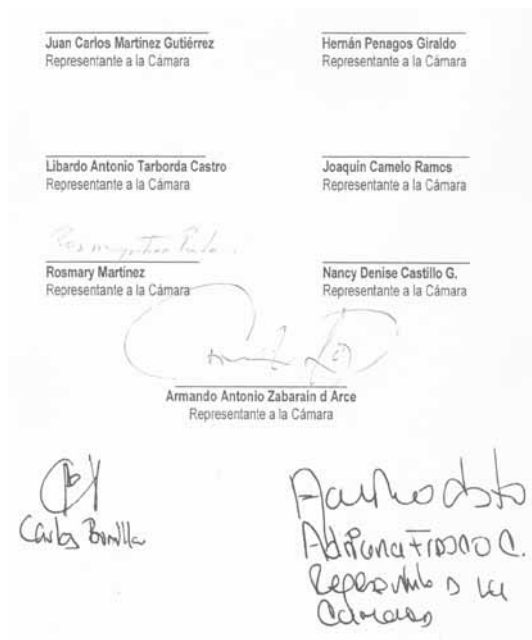 Juan Carlos Martínez Gutiérrez
Representante a la Cámara
Hernán Penagos Giraldo
Representante a la Cámara
Libardo Antonio Tarborda Castro
Representante a la Cámara
Joaquín Camelo Ramos
Representante a la Cámara
Rosmary Martínez
Representante a la Cámara
Nancy Denise Castillo G.
Representante a la Cámara
Armando Antonio Zabarain d Arce
Representante a la Cámara
Carlos Bonilla
Adriana Franco C.
Representante a la
Cámara